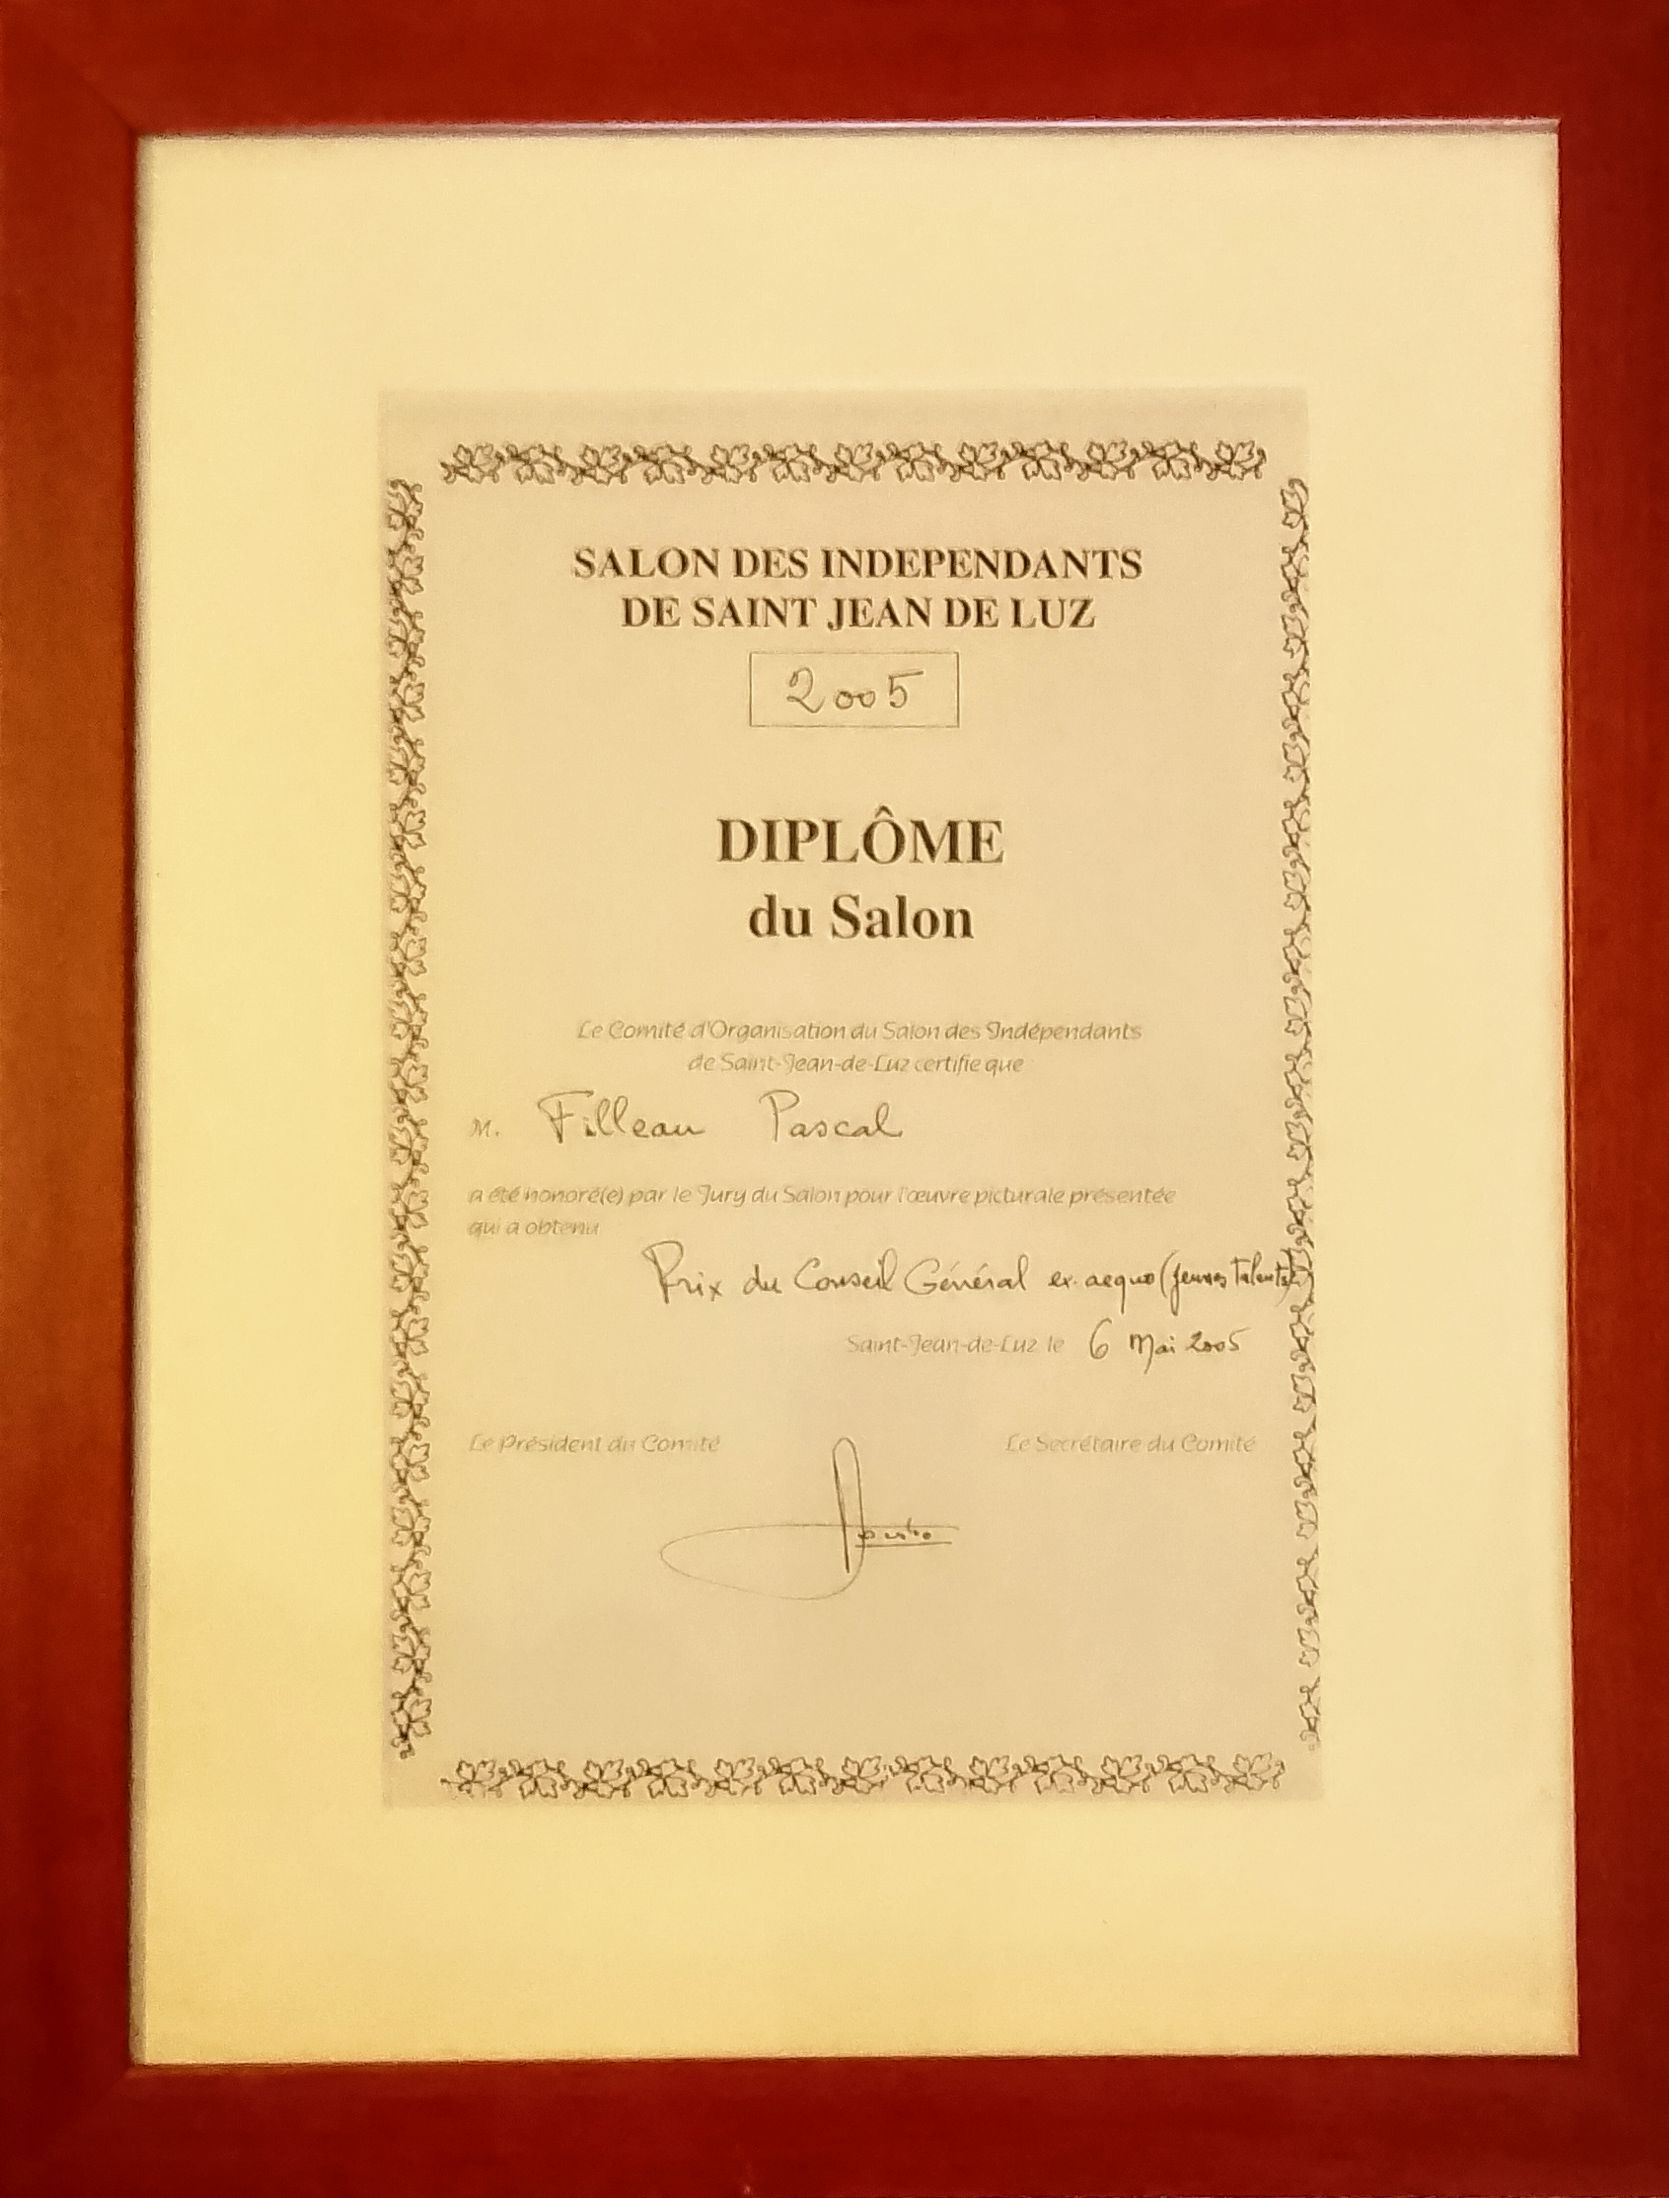 SALON DES INDEPENDANTS
DE SAINT JEAN DE LUZ
2005
DIPLÔME
du Salon
Le Comité d'Organisation du Salon des Indépendants
de Saint-Jean-de-Luz certifie que
M. Filleau Pascal
a été honoré(e) par le Jury du Salon pour l'œuvre picturale présentée
qui a obtenu
Prix du Conseil Général ex. aequo (jeunes Talents)
Saint-Jean-de-Luz le 6 Mai 2005
Le Président du Comité Le Secrétaire du Comité